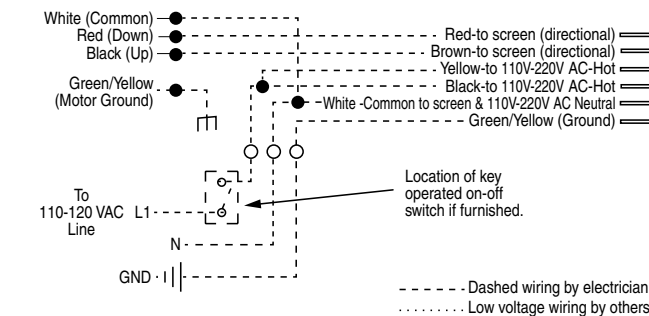 White (Common)
Red (Down)
Black (Up)
Green/Yellow
(Motor Ground)
Red-to screen (directional)
Brown-to screen (directional)
Yellow-to 110V-220V AC-Hot
Black-to 110V-220V AC-Hot
White -Common to screen & 110V-220V AC Neutral
Green/Yellow (Ground)
To
110-120 VAC L1
Line
N
GND
Location of key
operated on-off
switch if furnished.
Dashed wiring by electrician
Low voltage wiring by others